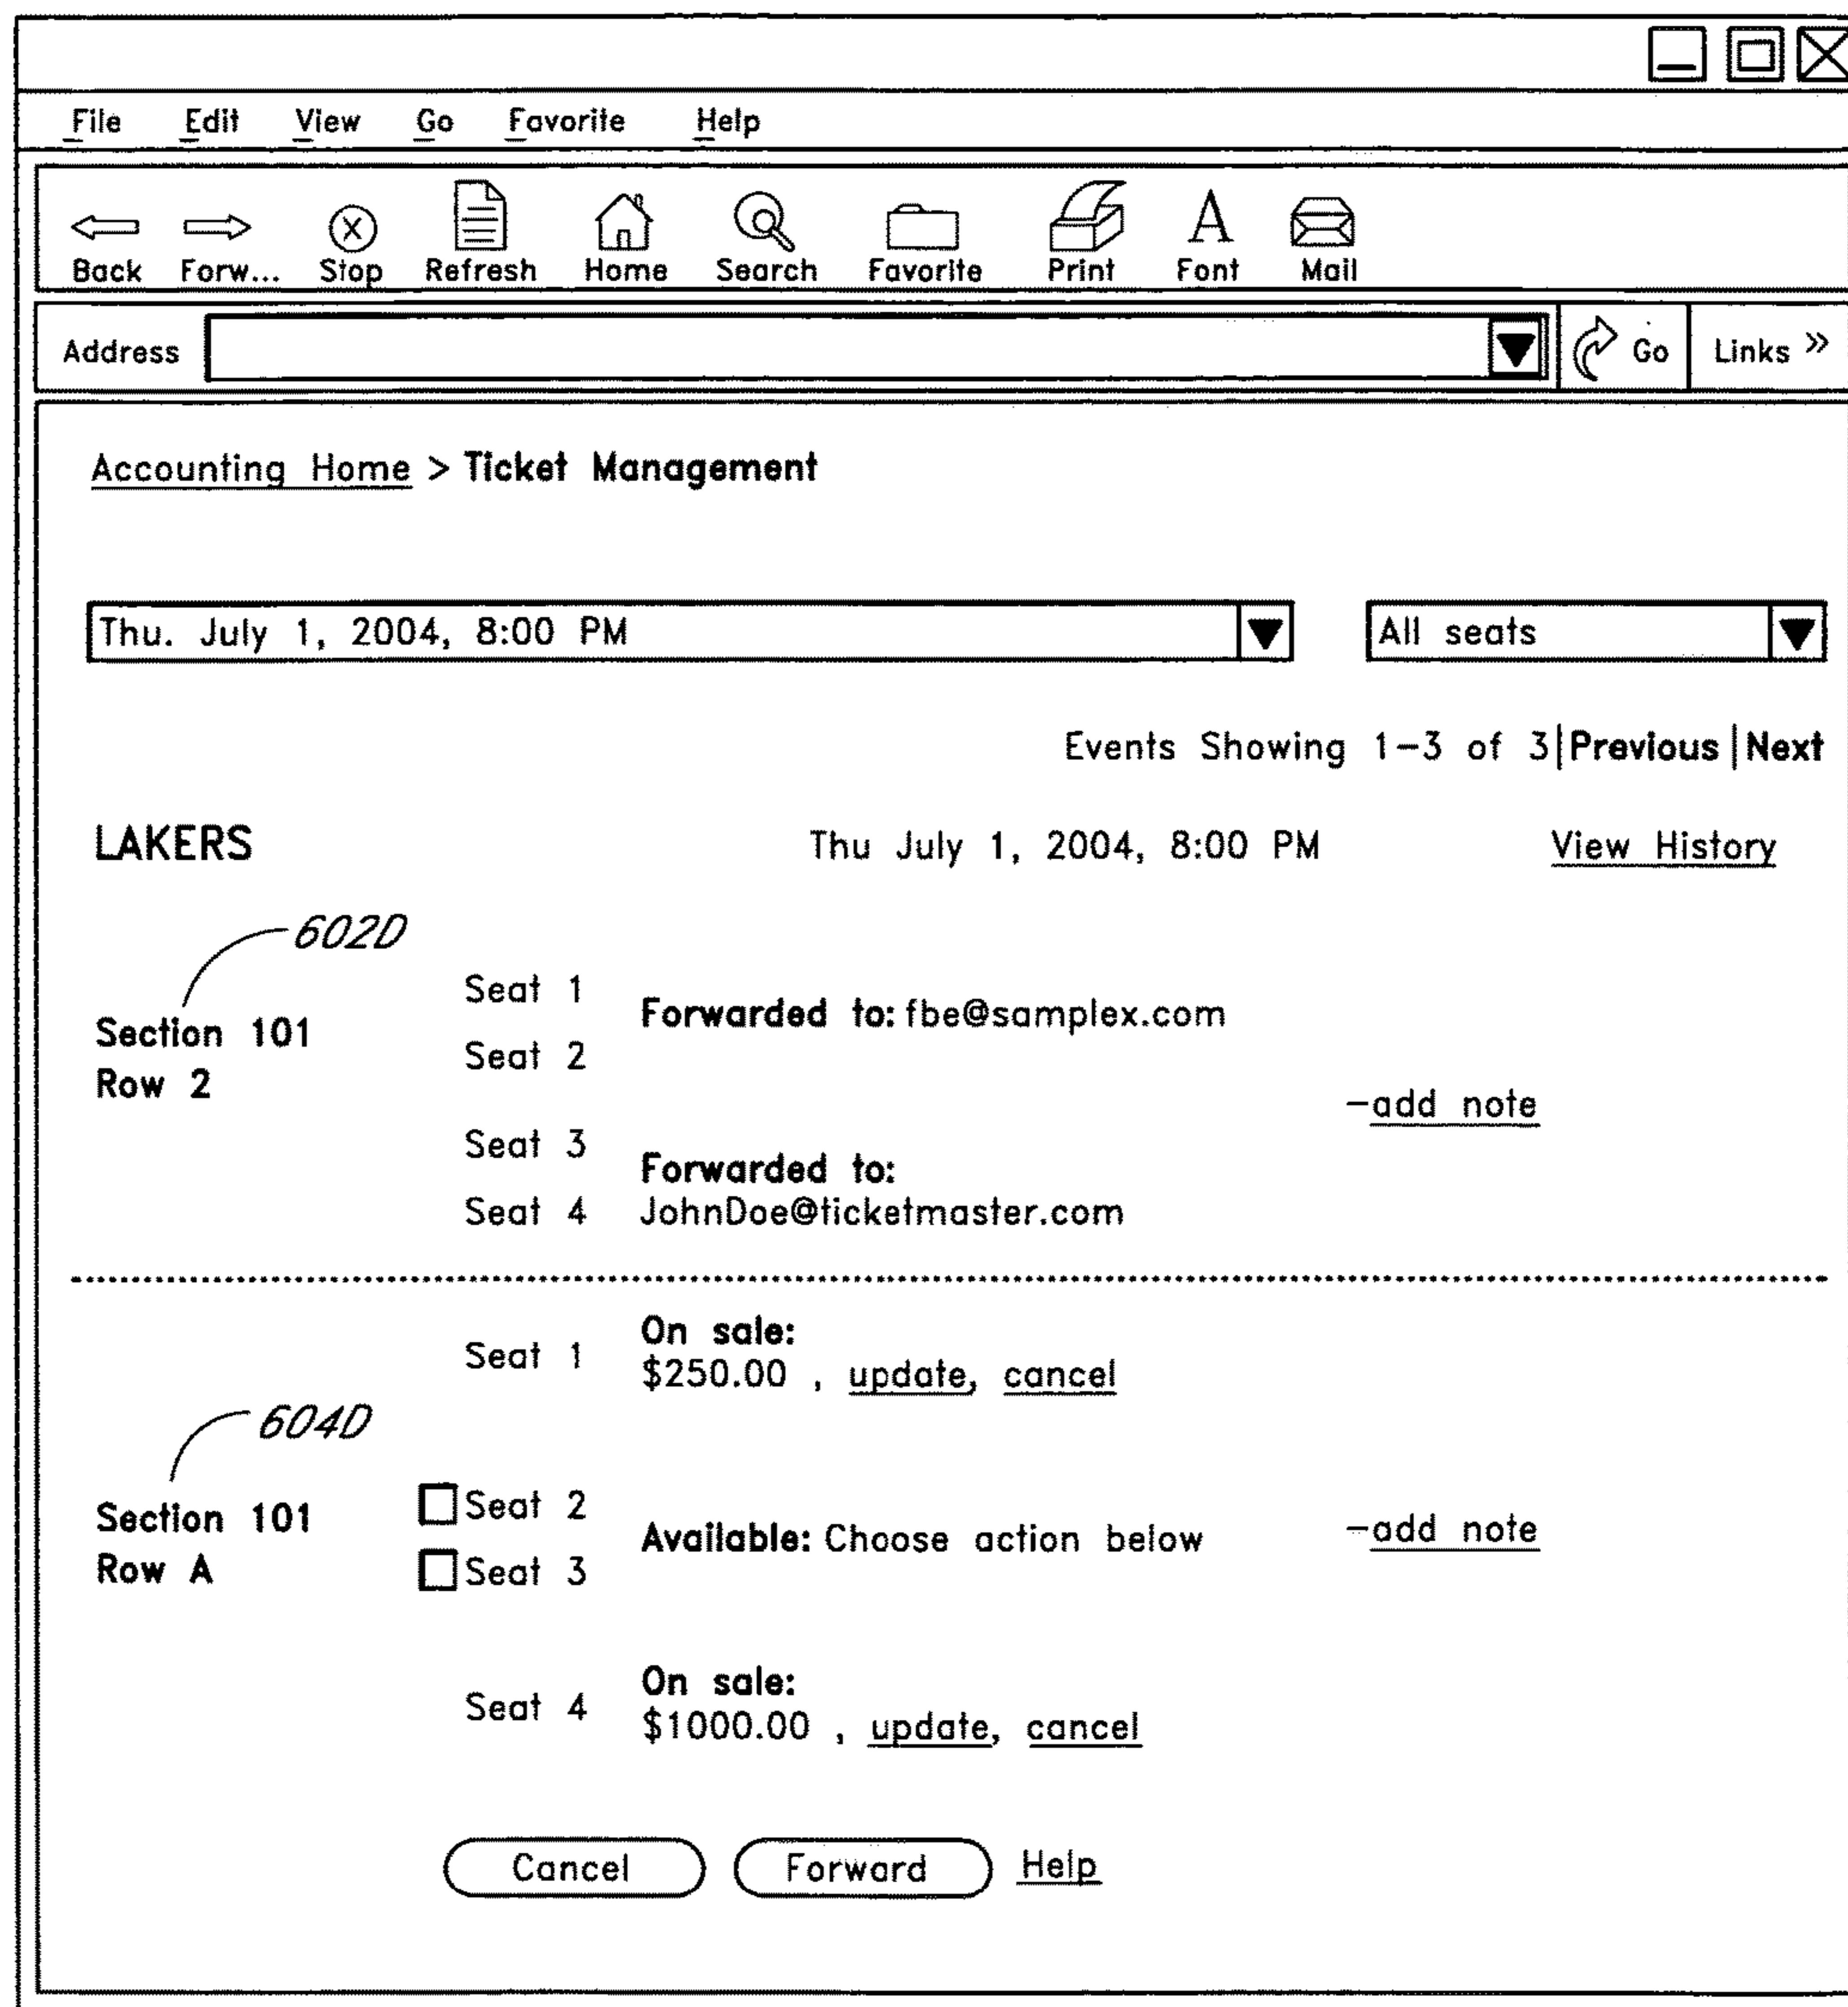 File Edit View Go Favorite Help
Back Forw... Stop Refresh Home Search Favorite Print Font Mail
Address Go Links »
Accounting Home > Ticket Management
Thu. July 1, 2004, 8:00 PM All seats
Events Showing 1-3 of 3|Previous|Next
LAKERS Thu July 1, 2004, 8:00 PM View History
602D
Seat 1
Forwarded to: fbe@samplex.com
Section 101
Seat 2
Row 2
-add note
Seat 3
Forwarded to:
Seat 4 JohnDoe@ticketmaster.com
On sale:
Seat 1
$250.00 , update, cancel
604D
Section 101 Seat 2
Available: Choose action below -add note
Row A Seat 3
On sale:
Seat 4
$1000.00 , update, cancel
Cancel Forward Help